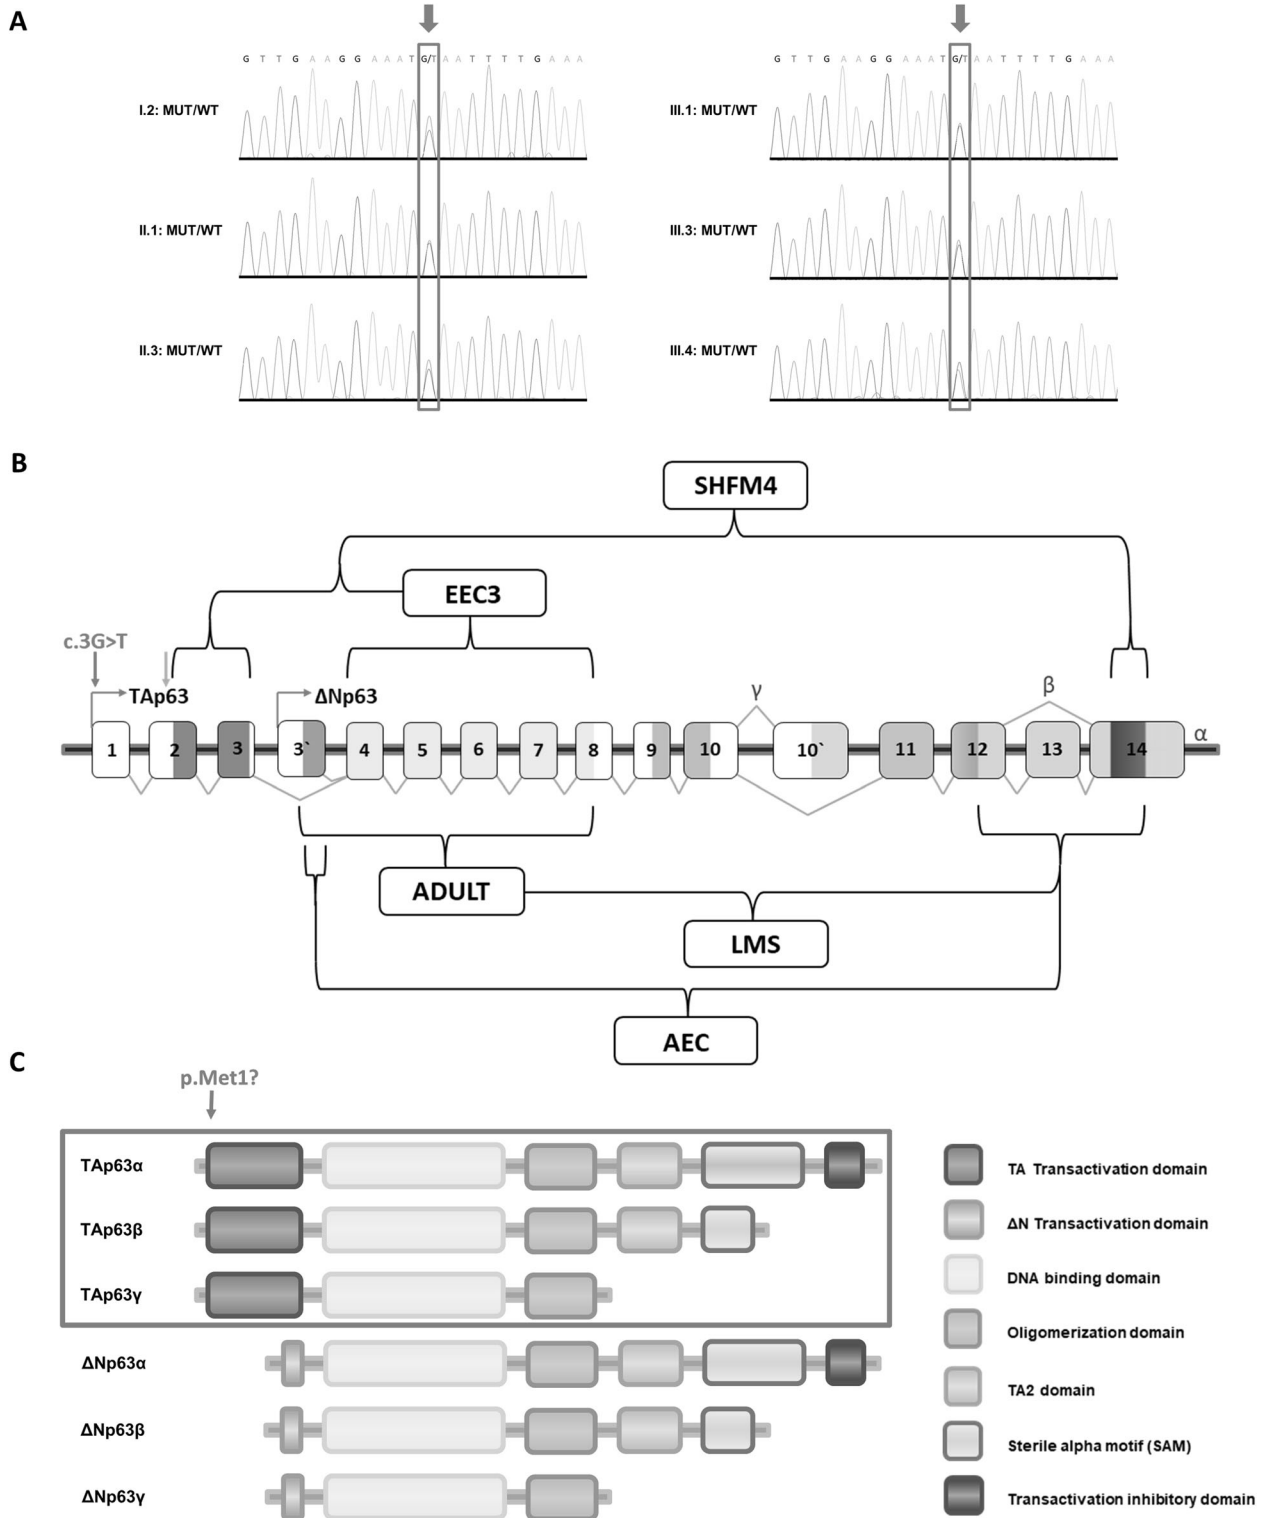 A
G T T G A A G G A A A T G/T A A T T T T G A A A
G T T G A A G G A A A T G/T A A T T T T G A A A
I.2: MUT/WT
III.1: MUT/WT
II.1: MUT/WT
III.3: MUT/WT
II.3: MUT/WT
III.4: MUT/WT
B
SHFM4
EEC3
c.3G>T
TAp63
ΔNp63
γ
β
α
1 2 3 3` 4 5 6 7 8 9 10 10` 11 12 13 14
ADULT
LMS
AEC
C
p.Met1?
TAp63α
TAp63β
TAp63γ
ΔNp63α
ΔNp63β
ΔNp63γ
TA Transactivation domain
ΔN Transactivation domain
DNA binding domain
Oligomerization domain
TA2 domain
Sterile alpha motif (SAM)
Transactivation inhibitory domain